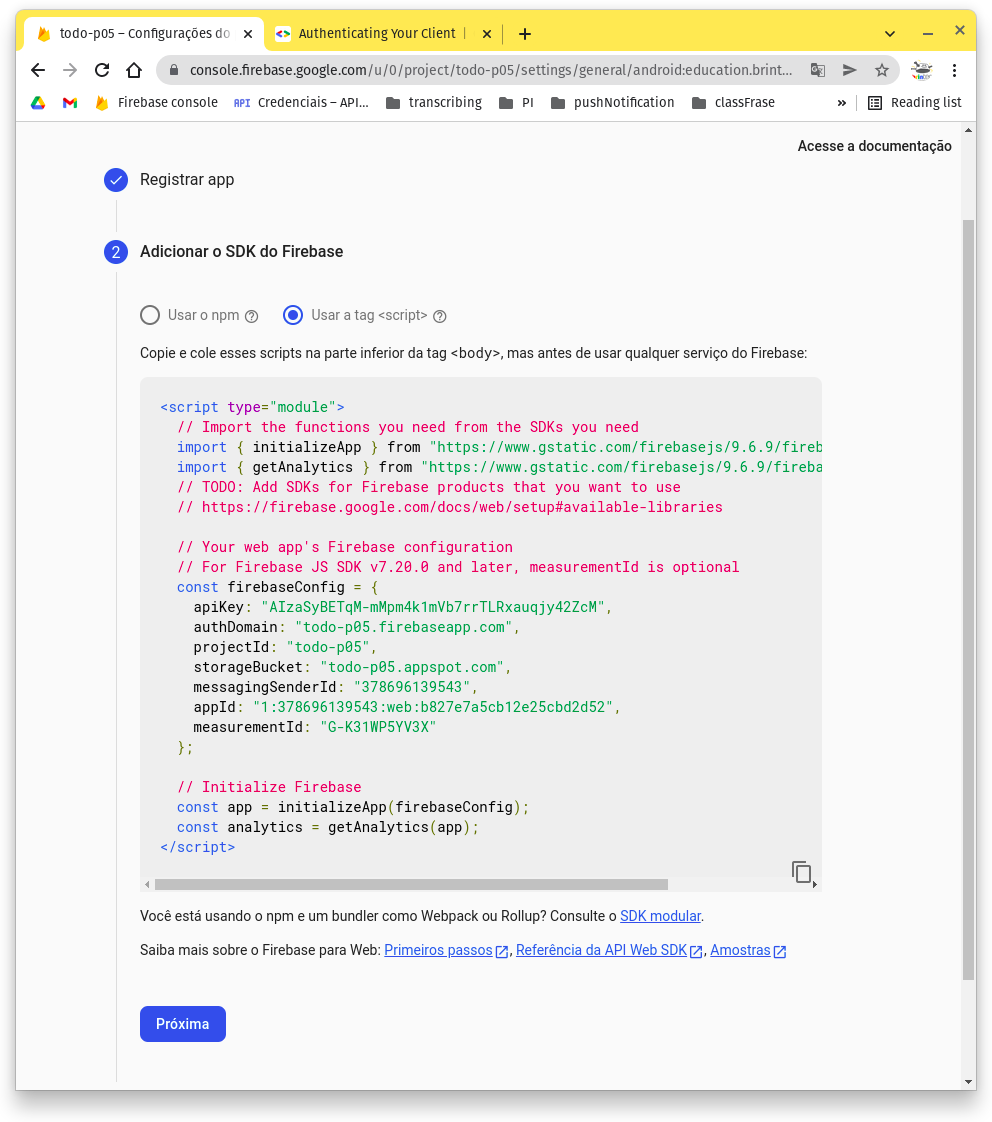 todo-p05 – Configurações do
Authenticating Your Client
console.firebase.google.com/u/0/project/todo-p05/settings/general/android:education.brint...
Firebase console
API Credenciais – API...
transcribing
PI
pushNotification
classFrase
»
Reading list
Acesse a documentação
Registrar app
2 Adicionar o SDK do Firebase
Usar o npm
Usar a tag <script>
Copie e cole esses scripts na parte inferior da tag <body>, mas antes de usar qualquer serviço do Firebase:
<script type="module">
// Import the functions you need from the SDKs you need
import { initializeApp } from "https://www.gstatic.com/firebasejs/9.6.9/fireb
import { getAnalytics } from "https://www.gstatic.com/firebasejs/9.6.9/fireba
// TODO: Add SDKs for Firebase products that you want to use
// https://firebase.google.com/docs/web/setup#available-libraries
// Your web app's Firebase configuration
// For Firebase JS SDK v7.20.0 and later, measurementId is optional
const firebaseConfig = {
apiKey: "AIzaSyBETqM-mMpm4k1mVb7rrTLRxauqjy42ZcM",
authDomain: "todo-p05.firebaseapp.com",
projectId: "todo-p05",
storageBucket: "todo-p05.appspot.com",
messagingSenderId: "378696139543",
appId: "1:378696139543:web:b827e7a5cb12e25cbd2d52",
measurementId: "G-K31WP5YV3X"
};
// Initialize Firebase
const app = initializeApp(firebaseConfig);
const analytics = getAnalytics(app);
</script>
Você está usando o npm e um bundler como Webpack ou Rollup? Consulte o SDK modular.
Saiba mais sobre o Firebase para Web: Primeiros passos, Referência da API Web SDK, Amostras
Próxima